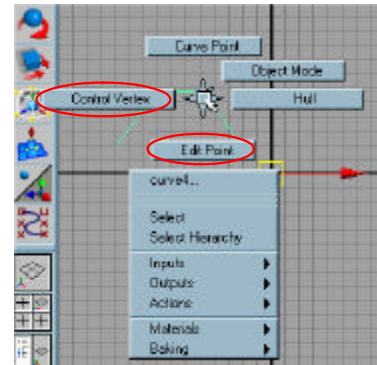 Curve Point
Object Mode
Control Vertex
Hull
Edit Point
curve4...
Select
Select Hierarchy
Inputs
Outputs
Actions
Materials
Baking